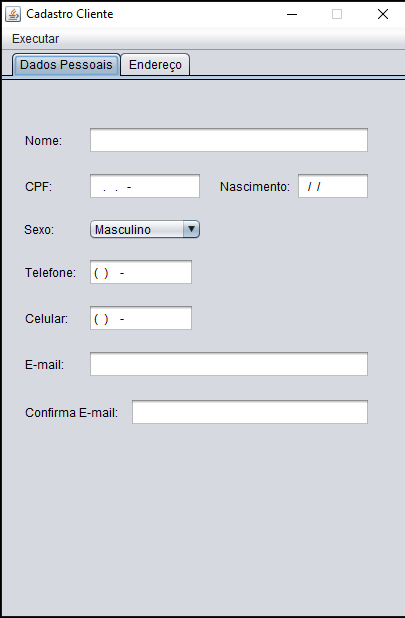 Cadastro Cliente
Executar
Dados Pessoais Endereço
Nome:
CPF: . . - Nascimento: / /
Sexo: Masculino
Telefone: ( ) -
Celular: ( ) -
E-mail:
Confirma E-mail: